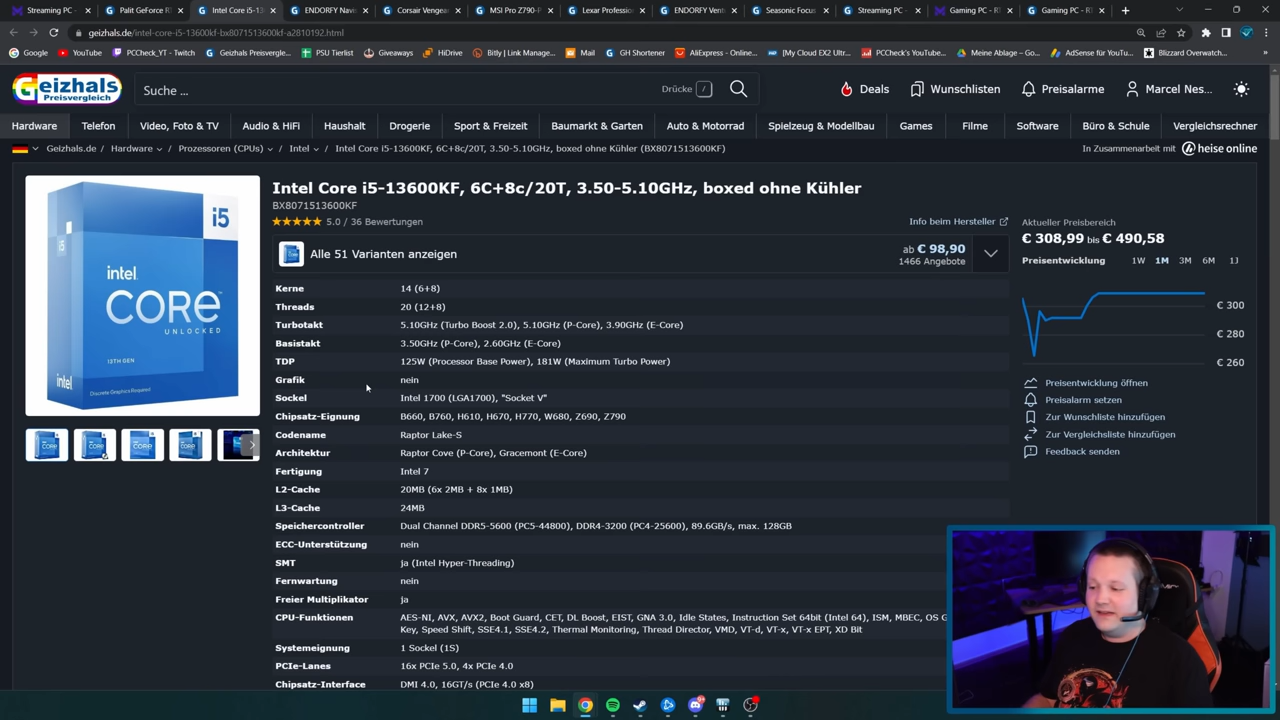 Streaming PC
Palit GeForce RT
Intel Core i5-13
ENDORFY Navi
Corsair Vengea
MSI Pro Z790-P
Lexar Professio
ENDORFY Ven
Seasonic Focus
Streaming PC
Gaming PC - RT
Gaming PC - RT
geizhals.de/intel-core-i5-13600kf-bx8071513600kf-a2810192.html
Google
YouTube
PCCheck_YT - Twitch
Geizhals Preisvergle...
PSU Tierlist
Giveaways
HiDrive
Bitly | Link Manage...
Mail
GH Shortener
AliExpress - Online...
[My Cloud EX2 Ultr...
PCCheck's YouTube...
Meine Ablage – Go...
AdSense für YouTu...
Blizzard Overwatch...
Geizhals
Preisvergleich
Suche ...
Drücke /
Deals
Wunschlisten
Preisalarme
Marcel Nes...
Hardware
Telefon
Video, Foto & TV
Audio & HiFi
Haushalt
Drogerie
Sport & Freizeit
Baumarkt & Garten
Auto & Motorrad
Spielzeug & Modellbau
Games
Filme
Software
Büro & Schule
Vergleichsrechner
Geizhals.de / Hardware / Prozessoren (CPUs) / Intel / Intel Core i5-13600KF, 6C+8c/20T, 3.50-5.10GHz, boxed ohne Kühler (BX8071513600KF)
In Zusammenarbeit mit heise online
intel
CORE
UNLOCKED
i5
i5
13TH GEN
intel
Discrete Graphics Required
Intel Core i5-13600KF, 6C+8c/20T, 3.50-5.10GHz, boxed ohne Kühler
BX8071513600KF
5.0 / 36 Bewertungen
Info beim Hersteller
Alle 51 Varianten anzeigen
ab € 98,90
1466 Angebote
Kerne 14 (6+8)
Threads 20 (12+8)
Turbotakt 5.10GHz (Turbo Boost 2.0), 5.10GHz (P-Core), 3.90GHz (E-Core)
Basistakt 3.50GHz (P-Core), 2.60GHz (E-Core)
TDP 125W (Processor Base Power), 181W (Maximum Turbo Power)
Grafik nein
Sockel Intel 1700 (LGA1700), "Socket V"
Chipsatz-Eignung B660, B760, H610, H670, H770, W680, Z690, Z790
Codename Raptor Lake-S
Architektur Raptor Cove (P-Core), Gracemont (E-Core)
Fertigung Intel 7
L2-Cache 20MB (6x 2MB + 8x 1MB)
L3-Cache 24MB
Speichercontroller Dual Channel DDR5-5600 (PC5-44800), DDR4-3200 (PC4-25600), 89.6GB/s, max. 128GB
ECC-Unterstützung nein
SMT ja (Intel Hyper-Threading)
Fernwartung nein
Freier Multiplikator ja
CPU-Funktionen AES-NI, AVX, AVX2, Boot Guard, CET, DL Boost, EIST, GNA 3.0, Idle States, Instruction Set 64bit (Intel 64), ISM, MBEC, OS G
Key, Speed Shift, SSE4.1, SSE4.2, Thermal Monitoring, Thread Director, VMD, VT-d, VT-x, VT-x EPT, XD Bit
Systemeignung 1 Sockel (1S)
PCIe-Lanes 16x PCIe 5.0, 4x PCIe 4.0
Chipsatz-Interface DMI 4.0, 16GT/s (PCIe 4.0 x8)
Aktueller Preisbereich
€ 308,99 bis € 490,58
Preisentwicklung 1W 1M 3M 6M 1J
€ 300
€ 280
€ 260
Preisentwicklung öffnen
Preisalarm setzen
Zur Wunschliste hinzufügen
Zur Vergleichsliste hinzufügen
Feedback senden